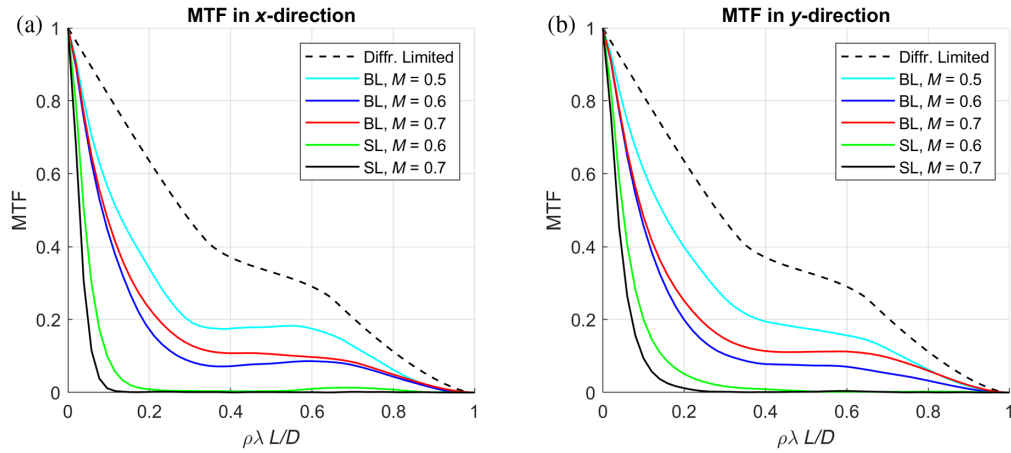 (a)
MTF in x-direction
MTF
1
0.8
0.6
0.4
0.2
0
0
0.2
0.4
0.6
0.8
1
ρλ L/D
Diffr. Limited
BL, M = 0.5
BL, M = 0.6
BL, M = 0.7
SL, M = 0.6
SL, M = 0.7
(b)
MTF in y-direction
MTF
1
0.8
0.6
0.4
0.2
0
0
0.2
0.4
0.6
0.8
1
ρλ L/D
Diffr. Limited
BL, M = 0.5
BL, M = 0.6
BL, M = 0.7
SL, M = 0.6
SL, M = 0.7